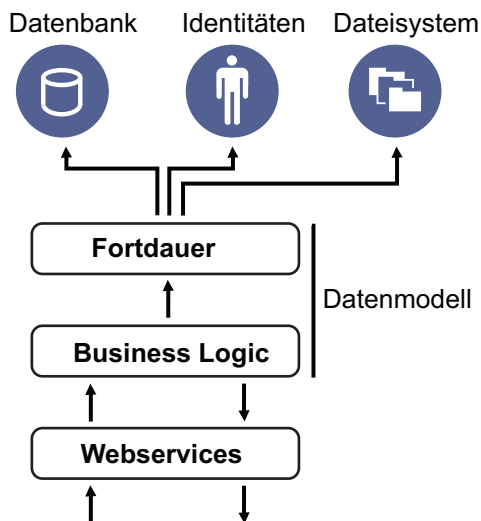 Datenbank Identitäten Dateisystem
Fortdauer
Datenmodell
Business Logic
Webservices